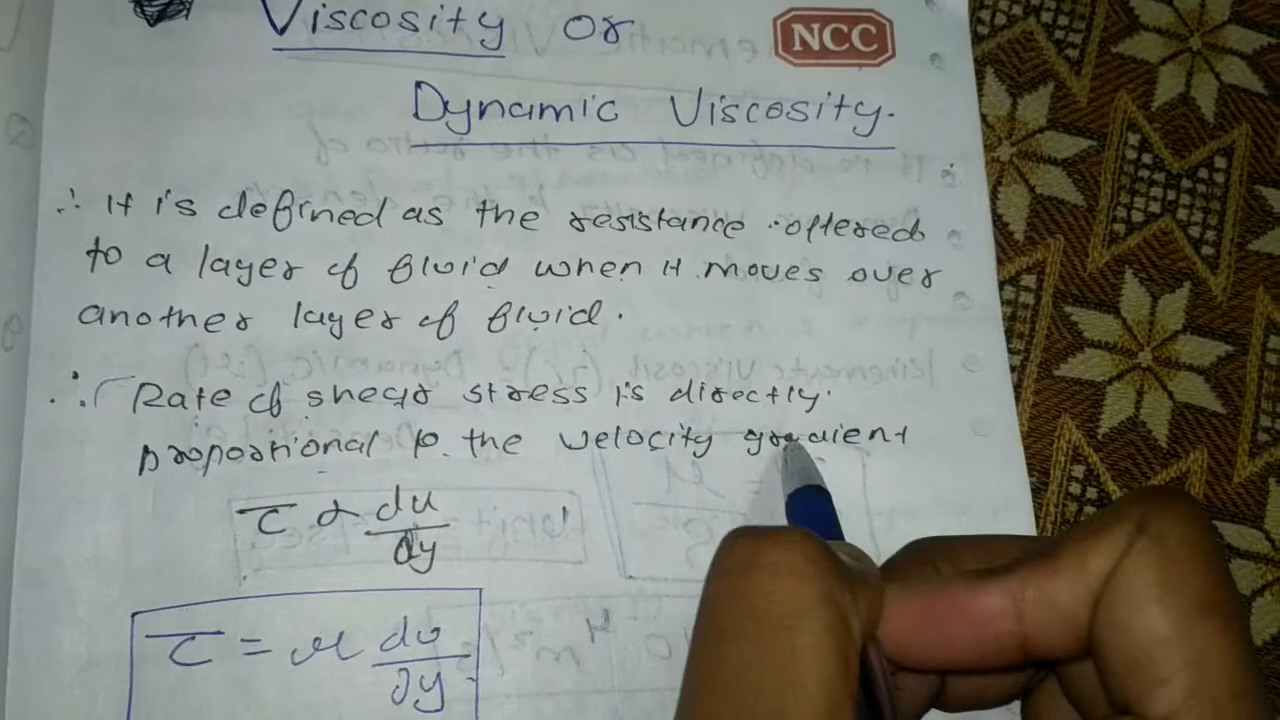 Viscosity or
NCC
Dynamic Viscosity.
∴ It is defined as the resistance offered
to a layer of fluid when it moves over
another layer of fluid.
∴ Rate of shear stress is directly
proportional to the velocity gradient
τ ∝ du/dy
τ = μ du/dy